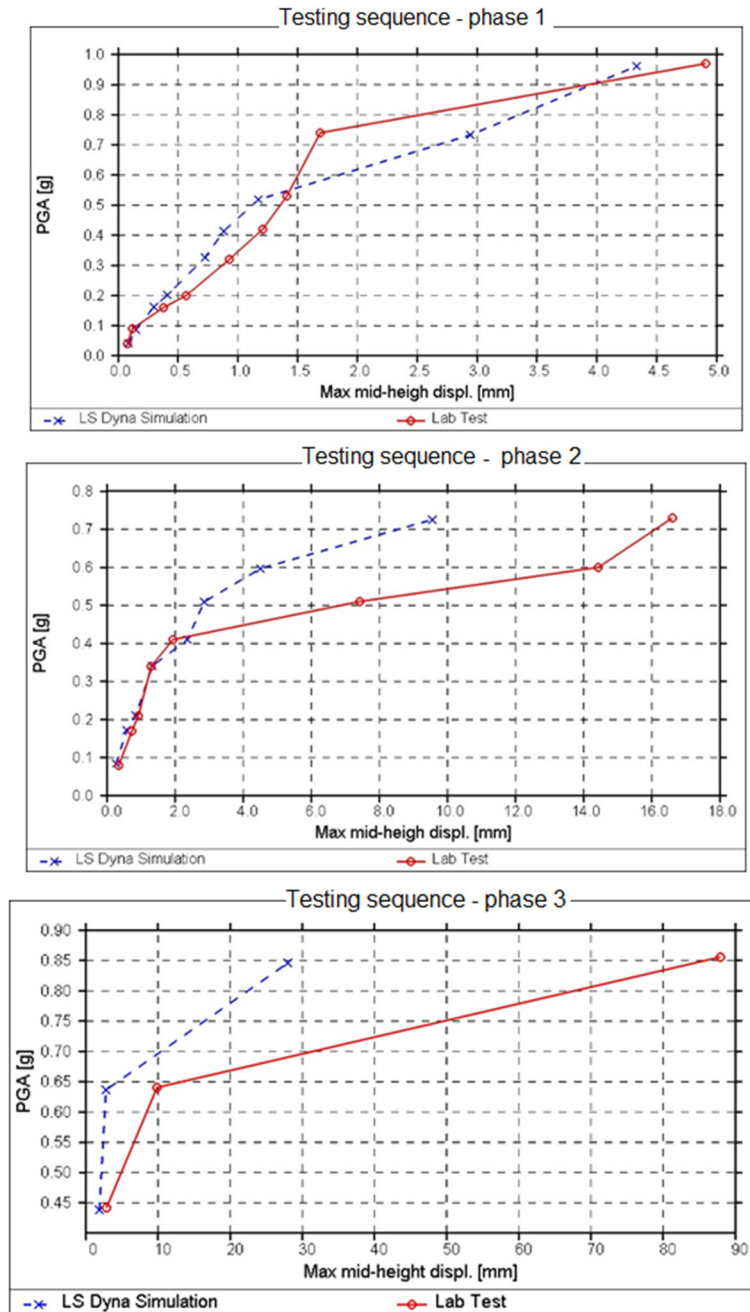 Testing sequence - phase 1
1.0
0.9
0.8
0.7
0.6
0.5
0.4
0.3
0.2
0.1
0.0
PGA [g]
0.0 0.5 1.0 1.5 2.0 2.5 3.0 3.5 4.0 4.5 5.0
Max mid-heigh displ. [mm]
LS Dyna Simulation Lab Test
Testing sequence - phase 2
0.8
0.7
0.6
0.5
0.4
0.3
0.2
0.1
0.0
PGA [g]
0.0 2.0 4.0 6.0 8.0 10.0 12.0 14.0 16.0 18.0
Max mid-heigh displ. [mm]
LS Dyna Simulation Lab Test
Testing sequence - phase 3
0.90
0.85
0.80
0.75
0.70
0.65
0.60
0.55
0.50
0.45
PGA [g]
0 10 20 30 40 50 60 70 80 90
Max mid-height displ. [mm]
LS Dyna Simulation Lab Test